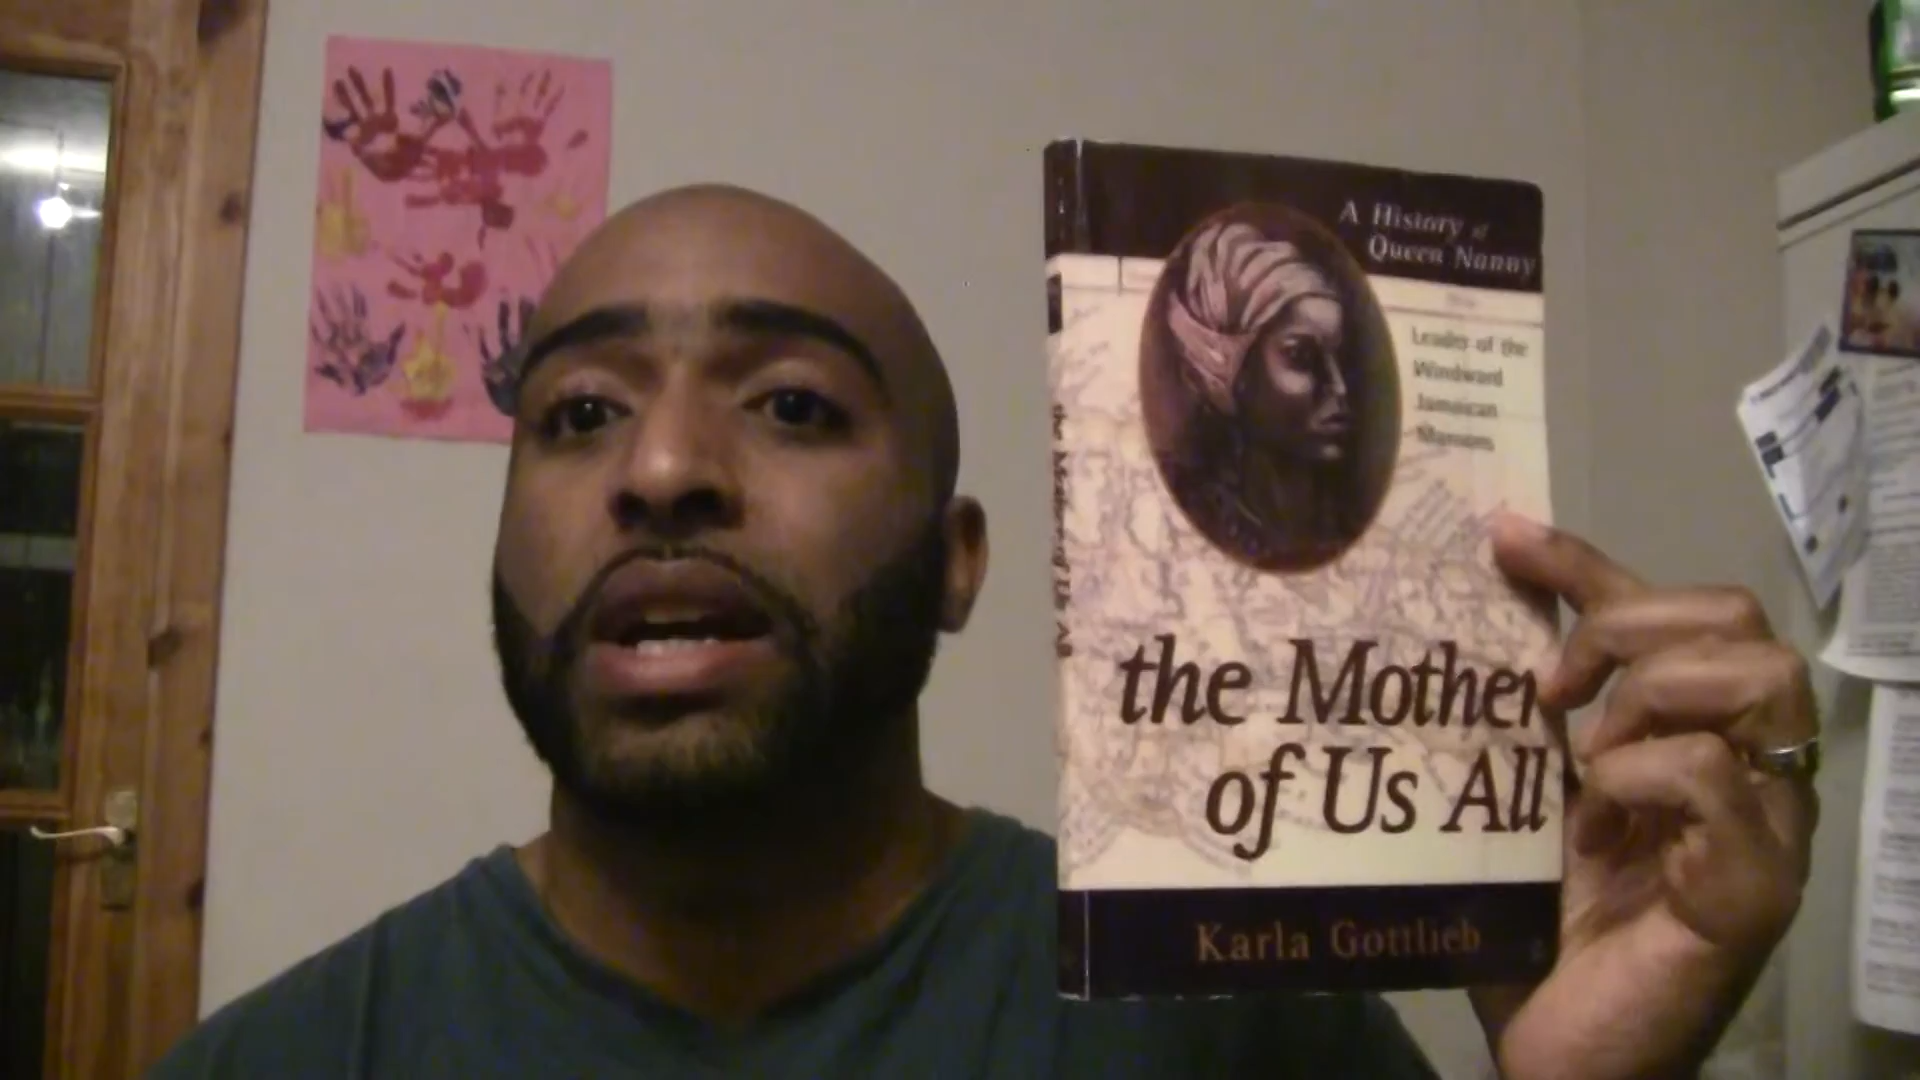 A History of
Queen Nanny
Leader of the
Windward
Jamaican
Maroons
the Mother
of Us All
Karla Gottlieb
the Mother of Us All